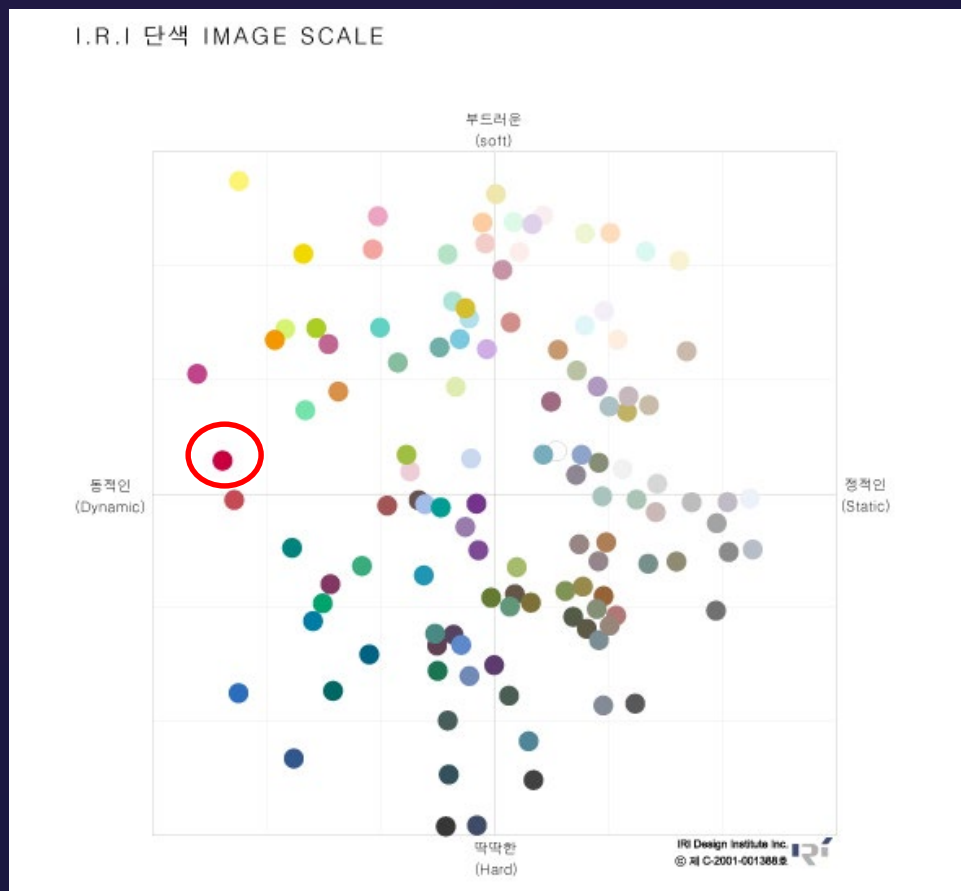 I.R.I 단색 IMAGE SCALE
부드러운
(soft)
동적인
(Dynamic)
정적인
(Static)
딱딱한
(Hard)
IRI Design Institute Inc.
ⓒ 제 C-2001-001388호
IRI